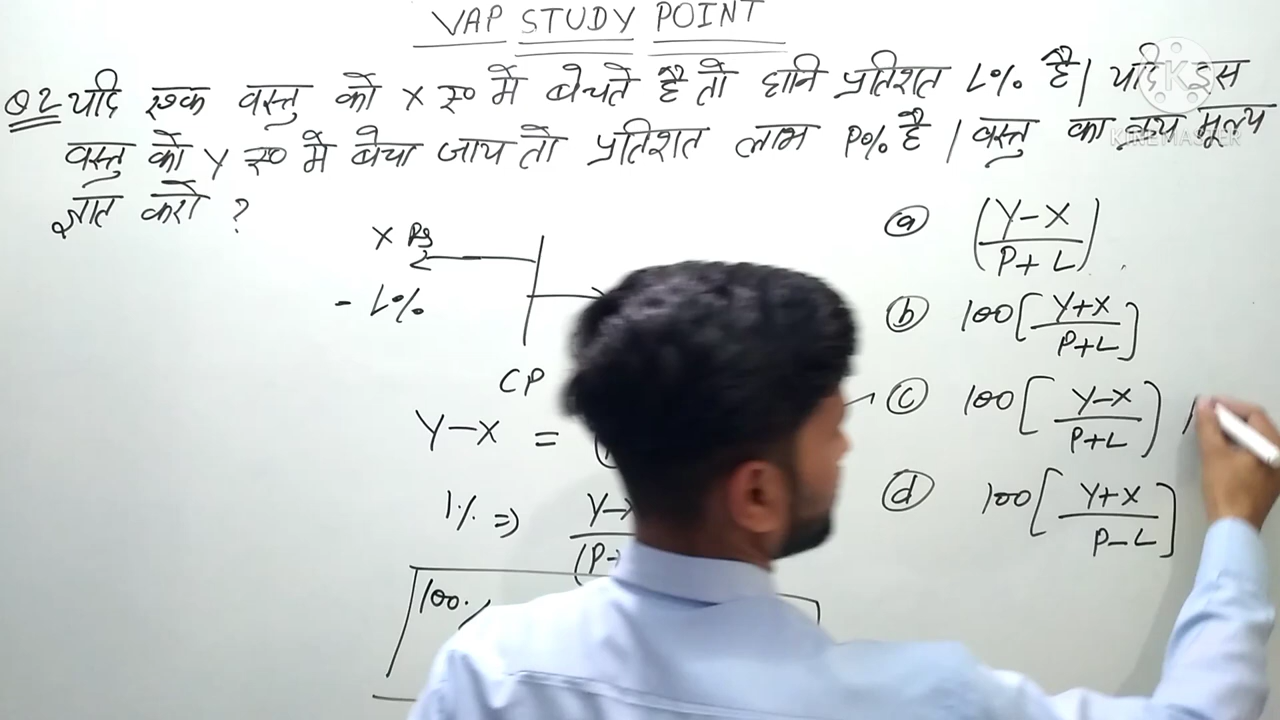 VAP STUDY POINT
Q2 यदि एक वस्तु को X रु० में बेचते है तो हानि प्रतिशत L% है। यदि इस
वस्तु को Y रु० में बेचा जाय तो प्रतिशत लाभ P% है। वस्तु का क्रय मूल्य
ज्ञात करो ?
KINEMASTER
X Rs
- L%
CP
Y-X =
1% =>
Y-X
(P+
100%
(a) (Y-X / P+L)
(b) 100[Y+X / P+L]
(c) 100[Y-X / P+L)
(d) 100[Y+X / P-L]